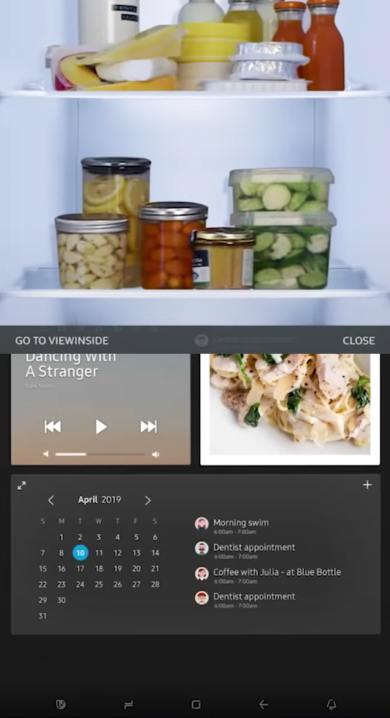 GO TO VIEWINSIDE
CLOSE
Dancing With
A Stranger
April 2019
S M T W T F S
1 2 3 4 5 6
7 8 10 11 12 13 14
15 16 17 18 19 20 21
22 23 24 25 26 27 28
29 30
31
Morning swim
6:00am - 7:00am
Dentist appointment
6:00am - 7:00am
Coffee with Julia - at Blue Bottle
6:00am - 7:00am
Dentist appointment
6:00am - 7:00am